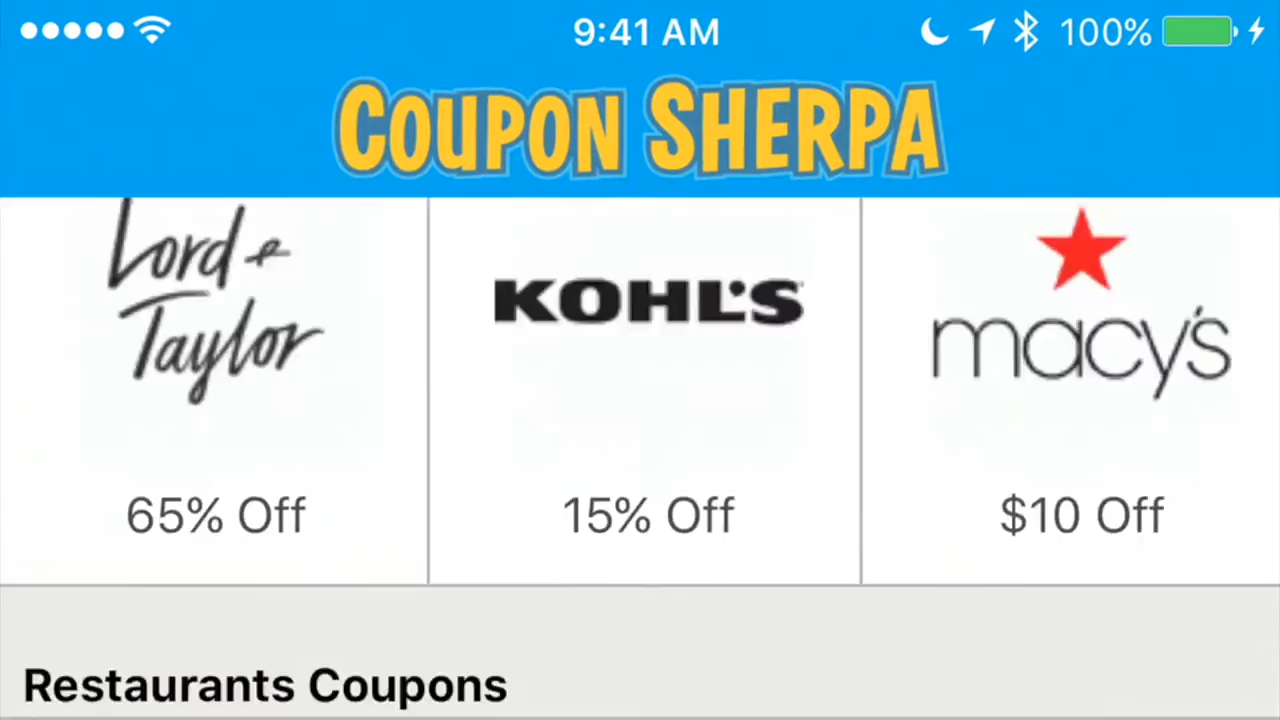 9:41 AM
100%
COUPON SHERPA
Lord &
Taylor
KOHL'S
macy's
65% Off
15% Off
$10 Off
Restaurants Coupons